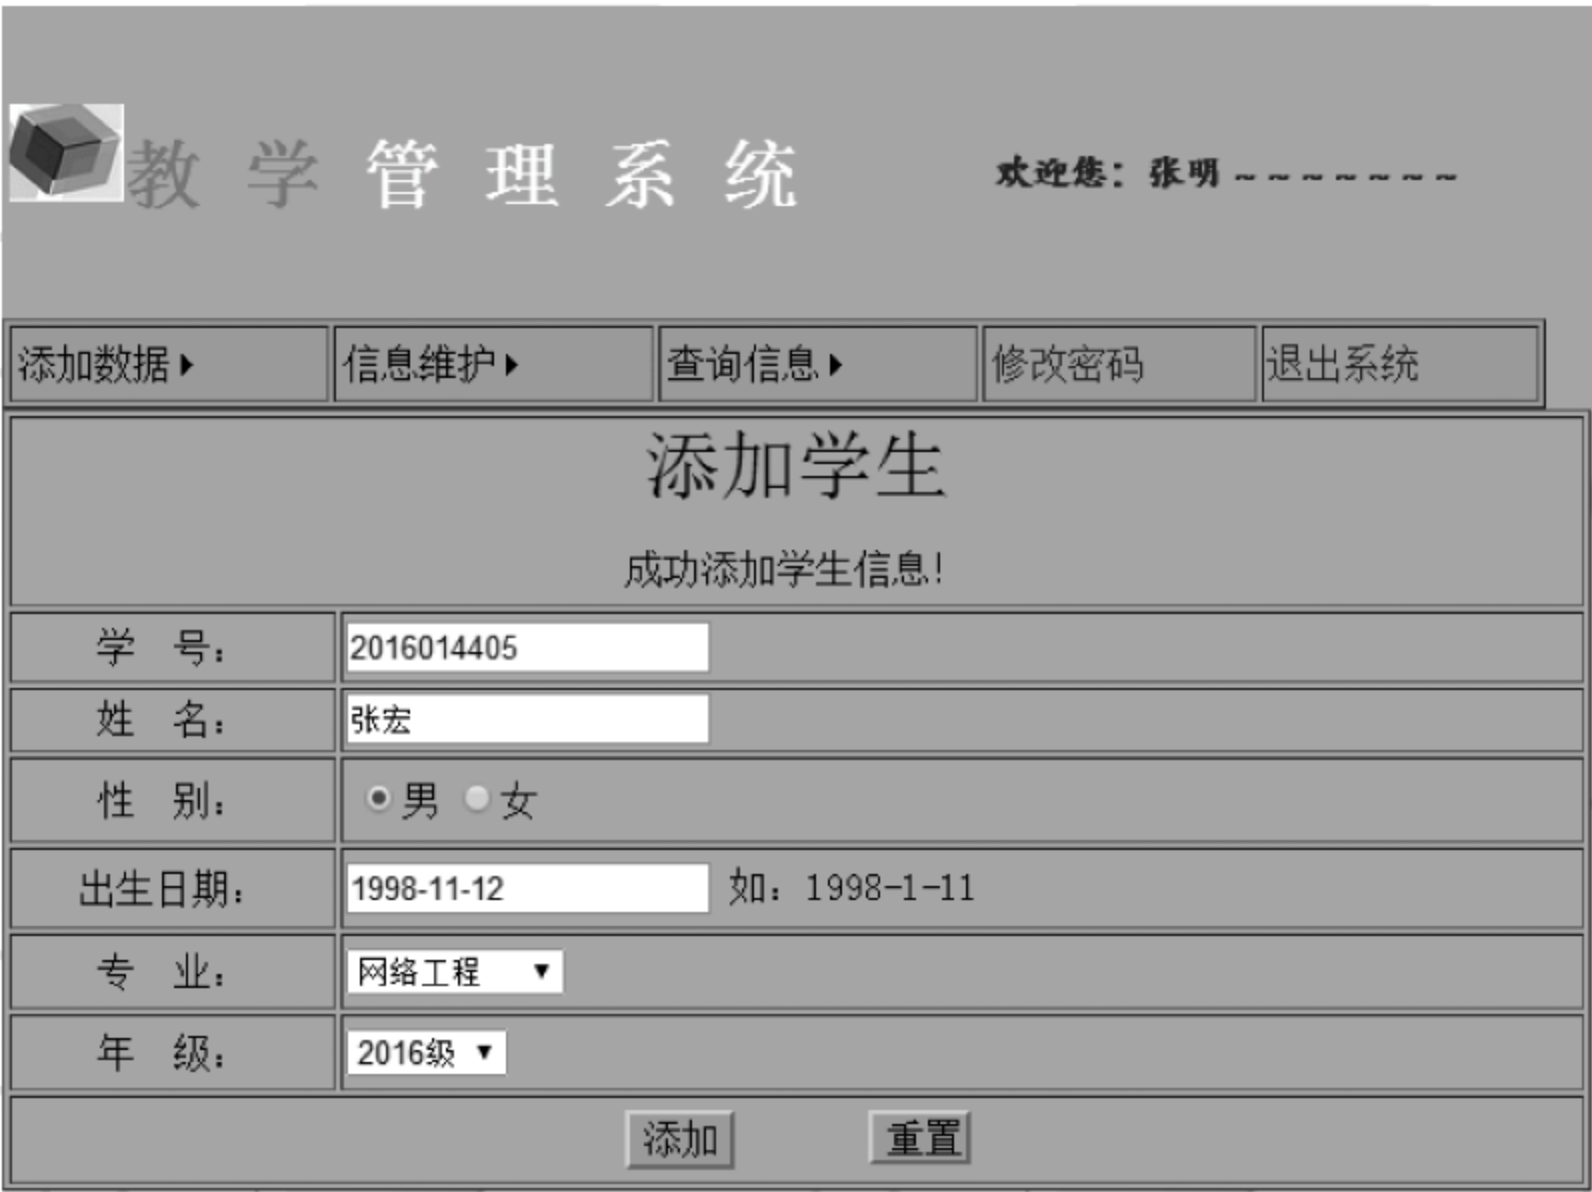 教 学 管 理 系 统
欢迎您：张明～～～～～～～
添加数据 信息维护 查询信息 修改密码 退出系统
添加学生
成功添加学生信息！
学 号： 2016014405
姓 名： 张宏
性 别： 男 女
出生日期： 1998-11-12 如：1998-1-11
专 业： 网络工程
年 级： 2016级
添加 重置